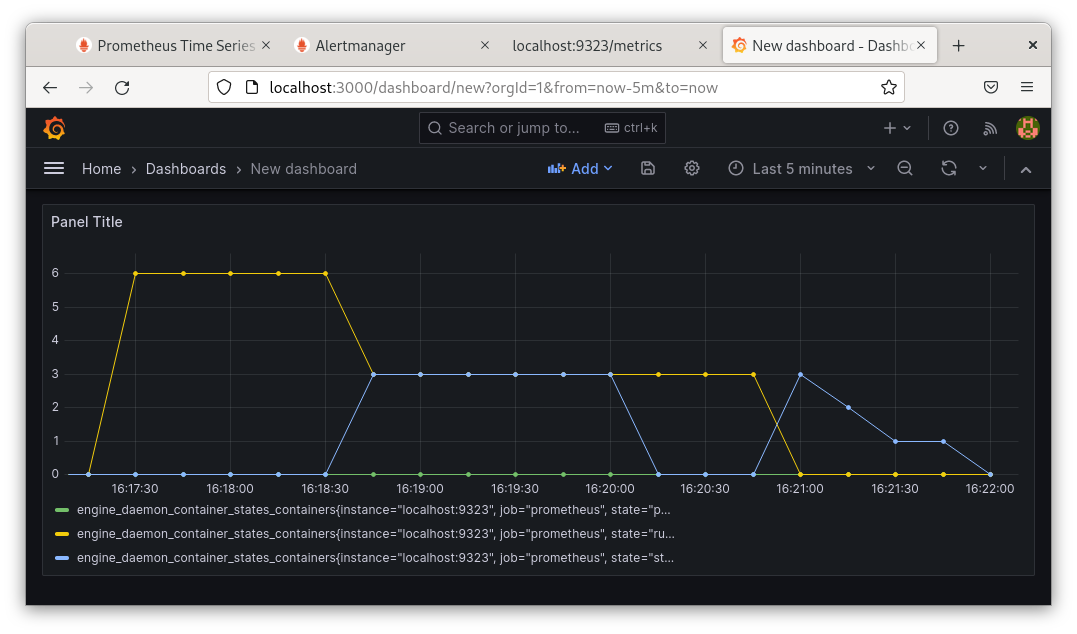 Prometheus Time Series
Alertmanager
localhost:9323/metrics
New dashboard - Dashb
localhost:3000/dashboard/new?orgId=1&from=now-5m&to=now
Search or jump to... ctrl+k
Home › Dashboards › New dashboard
Add
Last 5 minutes
Panel Title
6
5
4
3
2
1
0
16:17:30 16:18:00 16:18:30 16:19:00 16:19:30 16:20:00 16:20:30 16:21:00 16:21:30 16:22:00
engine_daemon_container_states_containers{instance="localhost:9323", job="prometheus", state="p...
engine_daemon_container_states_containers{instance="localhost:9323", job="prometheus", state="ru...
engine_daemon_container_states_containers{instance="localhost:9323", job="prometheus", state="st...